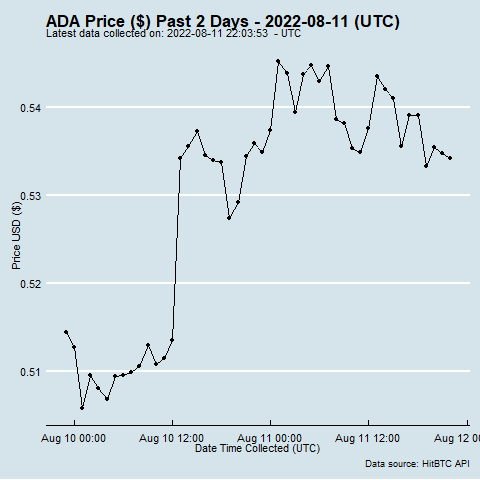 ADA Price ($) Past 2 Days - 2022-08-11 (UTC)
Latest data collected on: 2022-08-11 22:03:53 - UTC
0.54
0.53
0.52
0.51
Price USD ($)
Aug 10 00:00 Aug 10 12:00 Aug 11 00:00 Aug 11 12:00 Aug 12 00
Date Time Collected (UTC)
Data source: HitBTC API